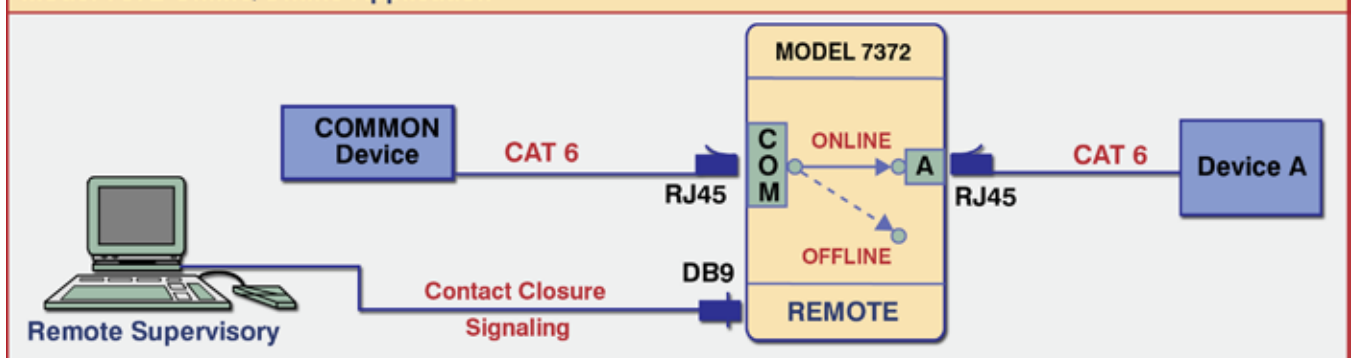 MODEL 7372
COMMON
Device
CAT 6
RJ45
COM
ONLINE
A
OFFLINE
RJ45
CAT 6
Device A
DB9
Contact Closure
Signaling
REMOTE
Remote Supervisory